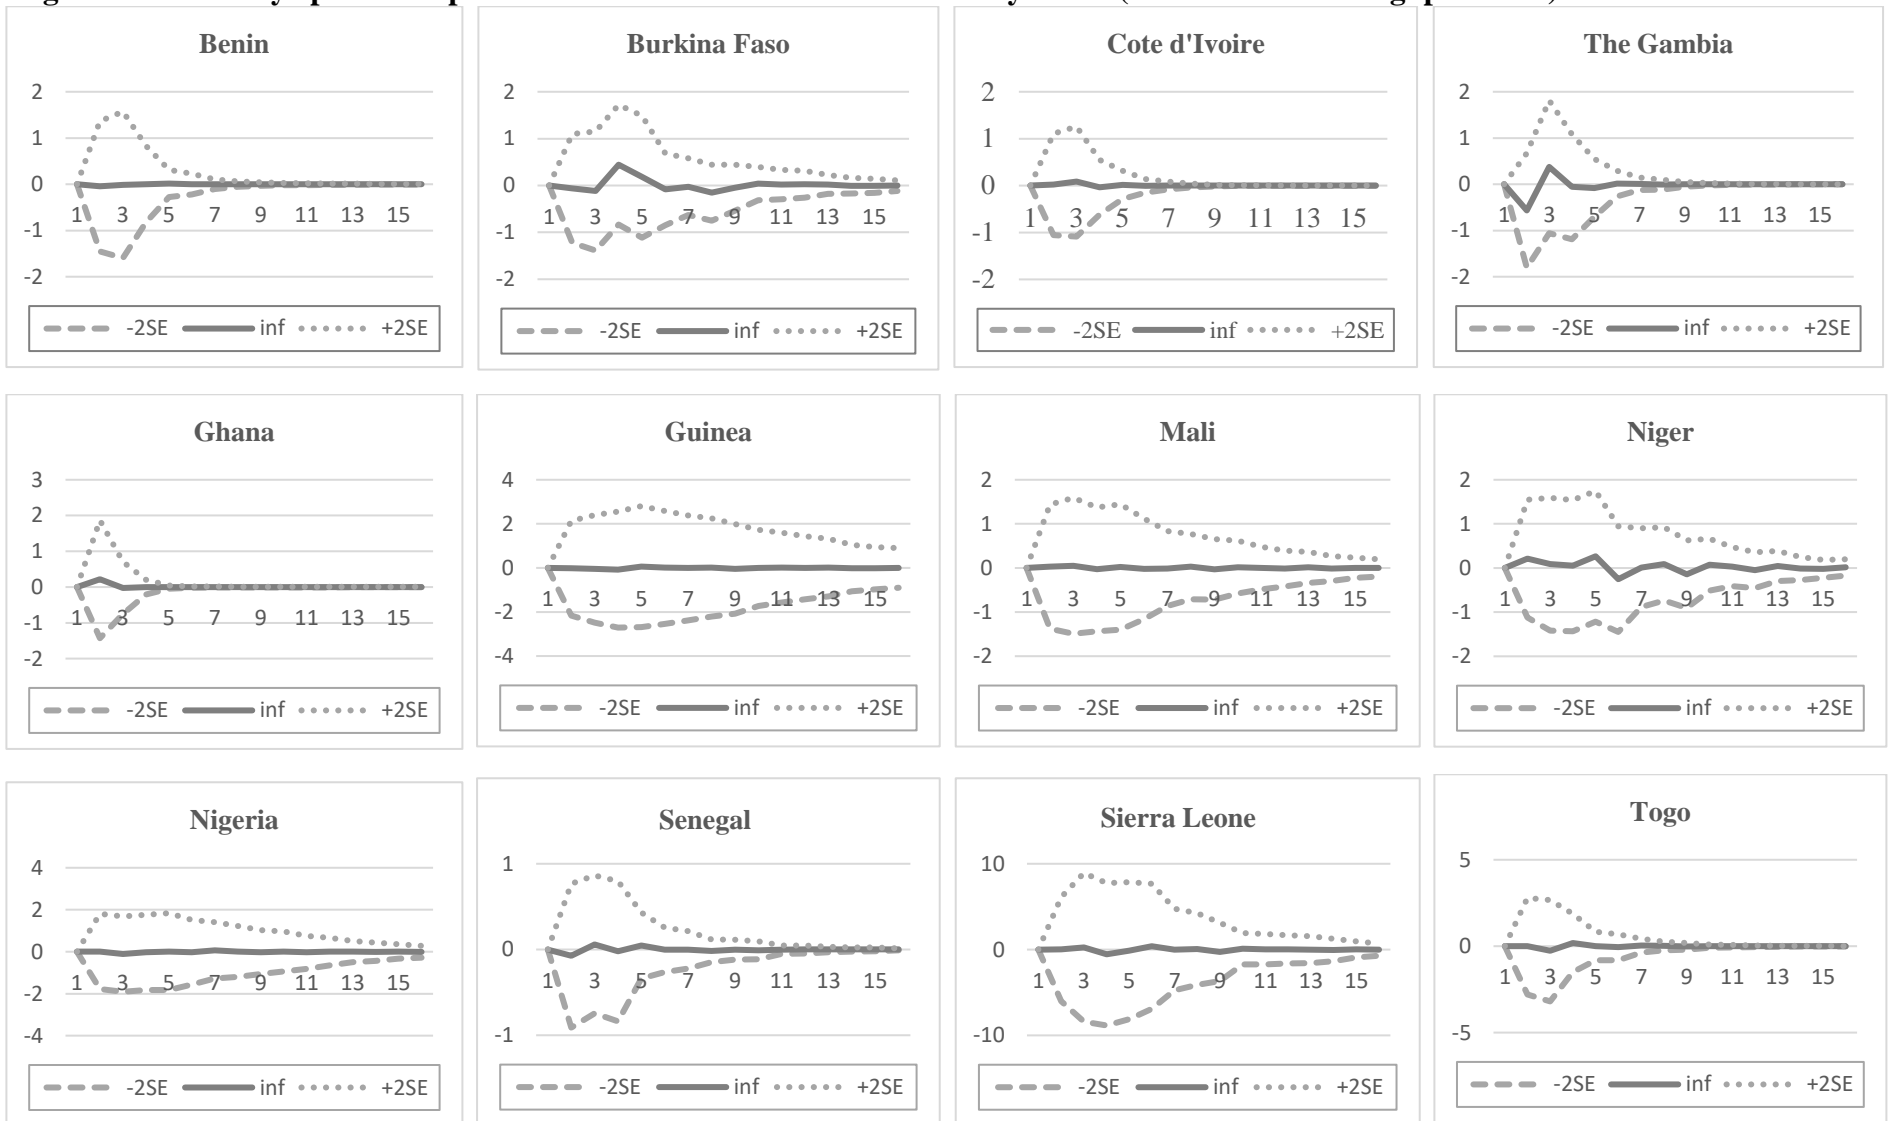 Benin
2
1
0
-1
-2
1 3 5 7 9 11 13 15
-2SE inf +2SE
Burkina Faso
2
1
0
-1
-2
1 3 5 7 9 11 13 15
-2SE inf +2SE
Cote d'Ivoire
2
1
0
-1
-2
1 3 5 7 9 11 13 15
-2SE inf +2SE
The Gambia
2
1
0
-1
-2
1 3 5 7 9 11 13 15
-2SE inf +2SE
Ghana
3
2
1
0
-1
-2
1 3 5 7 9 11 13 15
-2SE inf +2SE
Guinea
4
2
0
-2
-4
1 3 5 7 9 11 13 15
-2SE inf +2SE
Mali
2
1
0
-1
-2
1 3 5 7 9 11 13 15
-2SE inf +2SE
Niger
2
1
0
-1
-2
1 3 5 7 9 11 13 15
-2SE inf +2SE
Nigeria
4
2
0
-2
-4
1 3 5 7 9 11 13 15
-2SE inf +2SE
Senegal
1
0
-1
1 3 5 7 9 11 13 15
-2SE inf +2SE
Sierra Leone
10
0
-10
1 3 5 7 9 11 13 15
-2SE inf +2SE
Togo
5
0
-5
1 3 5 7 9 11 13 15
-2SE inf +2SE